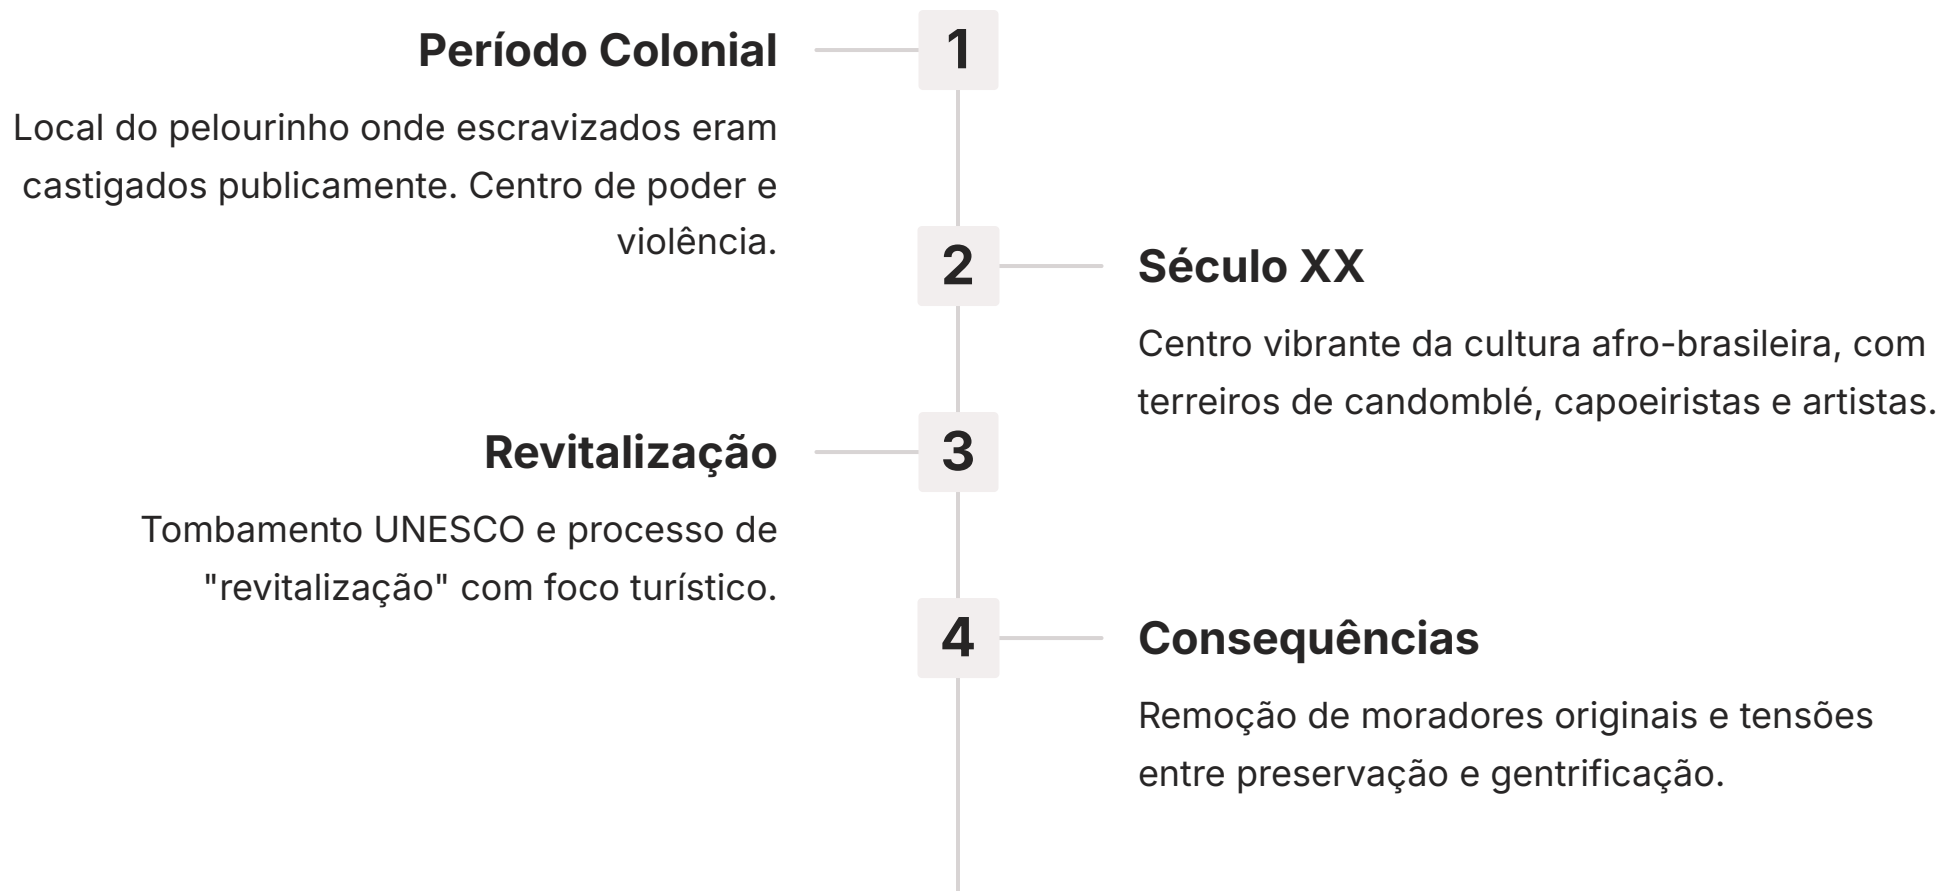 1
Período Colonial
Local do pelourinho onde escravizados eram
castigados publicamente. Centro de poder e
violência.
2
Século XX
Centro vibrante da cultura afro-brasileira, com
terreiros de candomblé, capoeiristas e artistas.
3
Revitalização
Tombamento UNESCO e processo de
"revitalização" com foco turístico.
4
Consequências
Remoção de moradores originais e tensões
entre preservação e gentrificação.